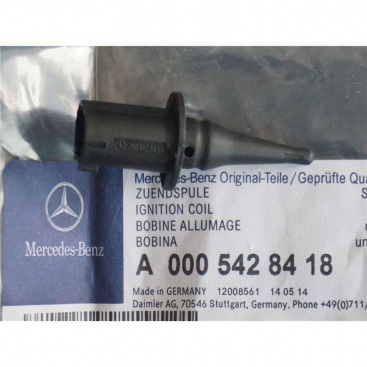 Mercedes-Benz Original-Teile/Geprüfte Qua
ZUENDSPULE
IGNITION COIL
BOBINE ALLUMAGE
BOBINA
Mercedes-Benz
A 000 542 84 18
Made in GERMANY 12008561 14 05 14
Daimler AG, 70546 Stuttgart, Germany, Phone +49(0)711/